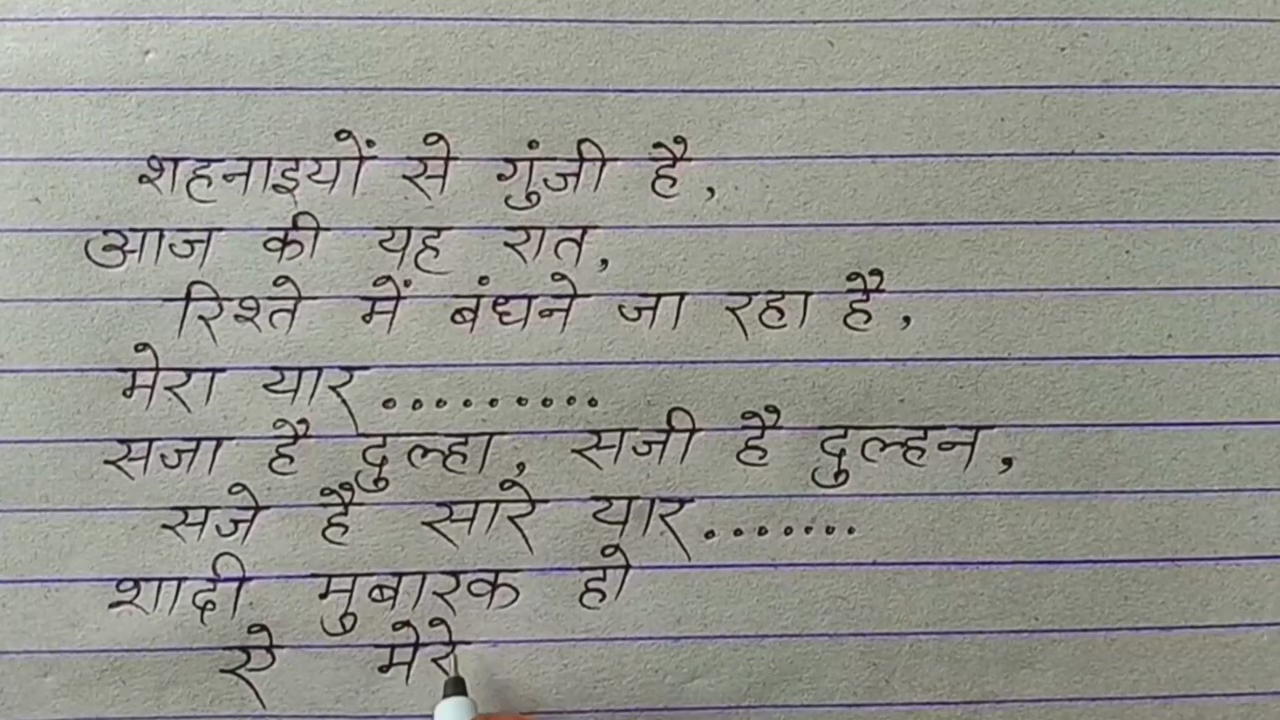 शहनाइयों से गुंजी है,
आज की यह रात,
रिश्ते में बंधने जा रहा है,
मेरा यार.........
सजा है दुल्हा, सजी है दुल्हन,
सजे है सारे यार.......
शादी मुबारक हो
ऐ मेरे